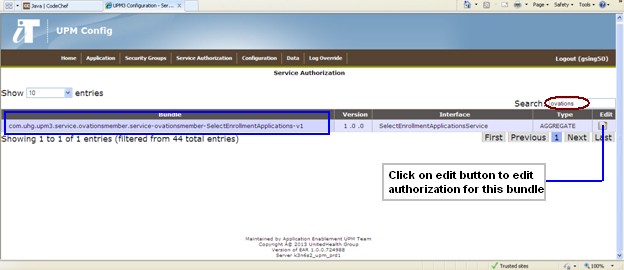 Java | CodeChef
UPM3 Configuration - Serv...
Page
Safety
Tools
iT
UPM Config
Home
Application
Security Groups
Service Authorization
Configuration
Data
Log Override
Logout (gsing50)
Service Authorization
Show 10 entries
Search: ovations
Bundle Version Interface Type Edit
com.uhg.upm3.service.ovationsmember.service-ovationsmember-SelectEnrollmentApplications-v1 1 .0 .0 SelectEnrollmentApplicationsService AGGREGATE
Showing 1 to 1 of 1 entries (filtered from 44 total entries)
First Previous 1 Next Last
Click on edit button to edit
authorization for this bundle
Maintained by Application Enablement UPM Team
Copyright Â© 2013 UnitedHealth Group
Version of EAR 1.0.0.724988
Server k3n6s2_upm_prd1
Trusted sites
100%